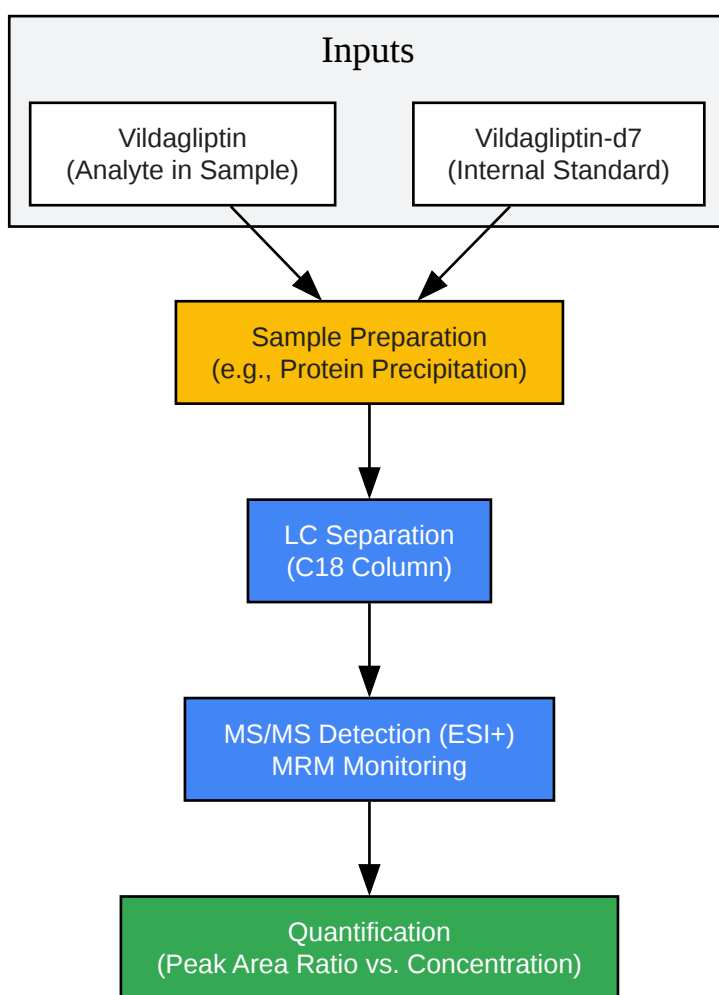 Inputs
Vildagliptin
(Analyte in Sample)
Vildagliptin-d7
(Internal Standard)
Sample Preparation
(e.g., Protein Precipitation)
LC Separation
(C18 Column)
MS/MS Detection (ESI+)
MRM Monitoring
Quantification
(Peak Area Ratio vs. Concentration)